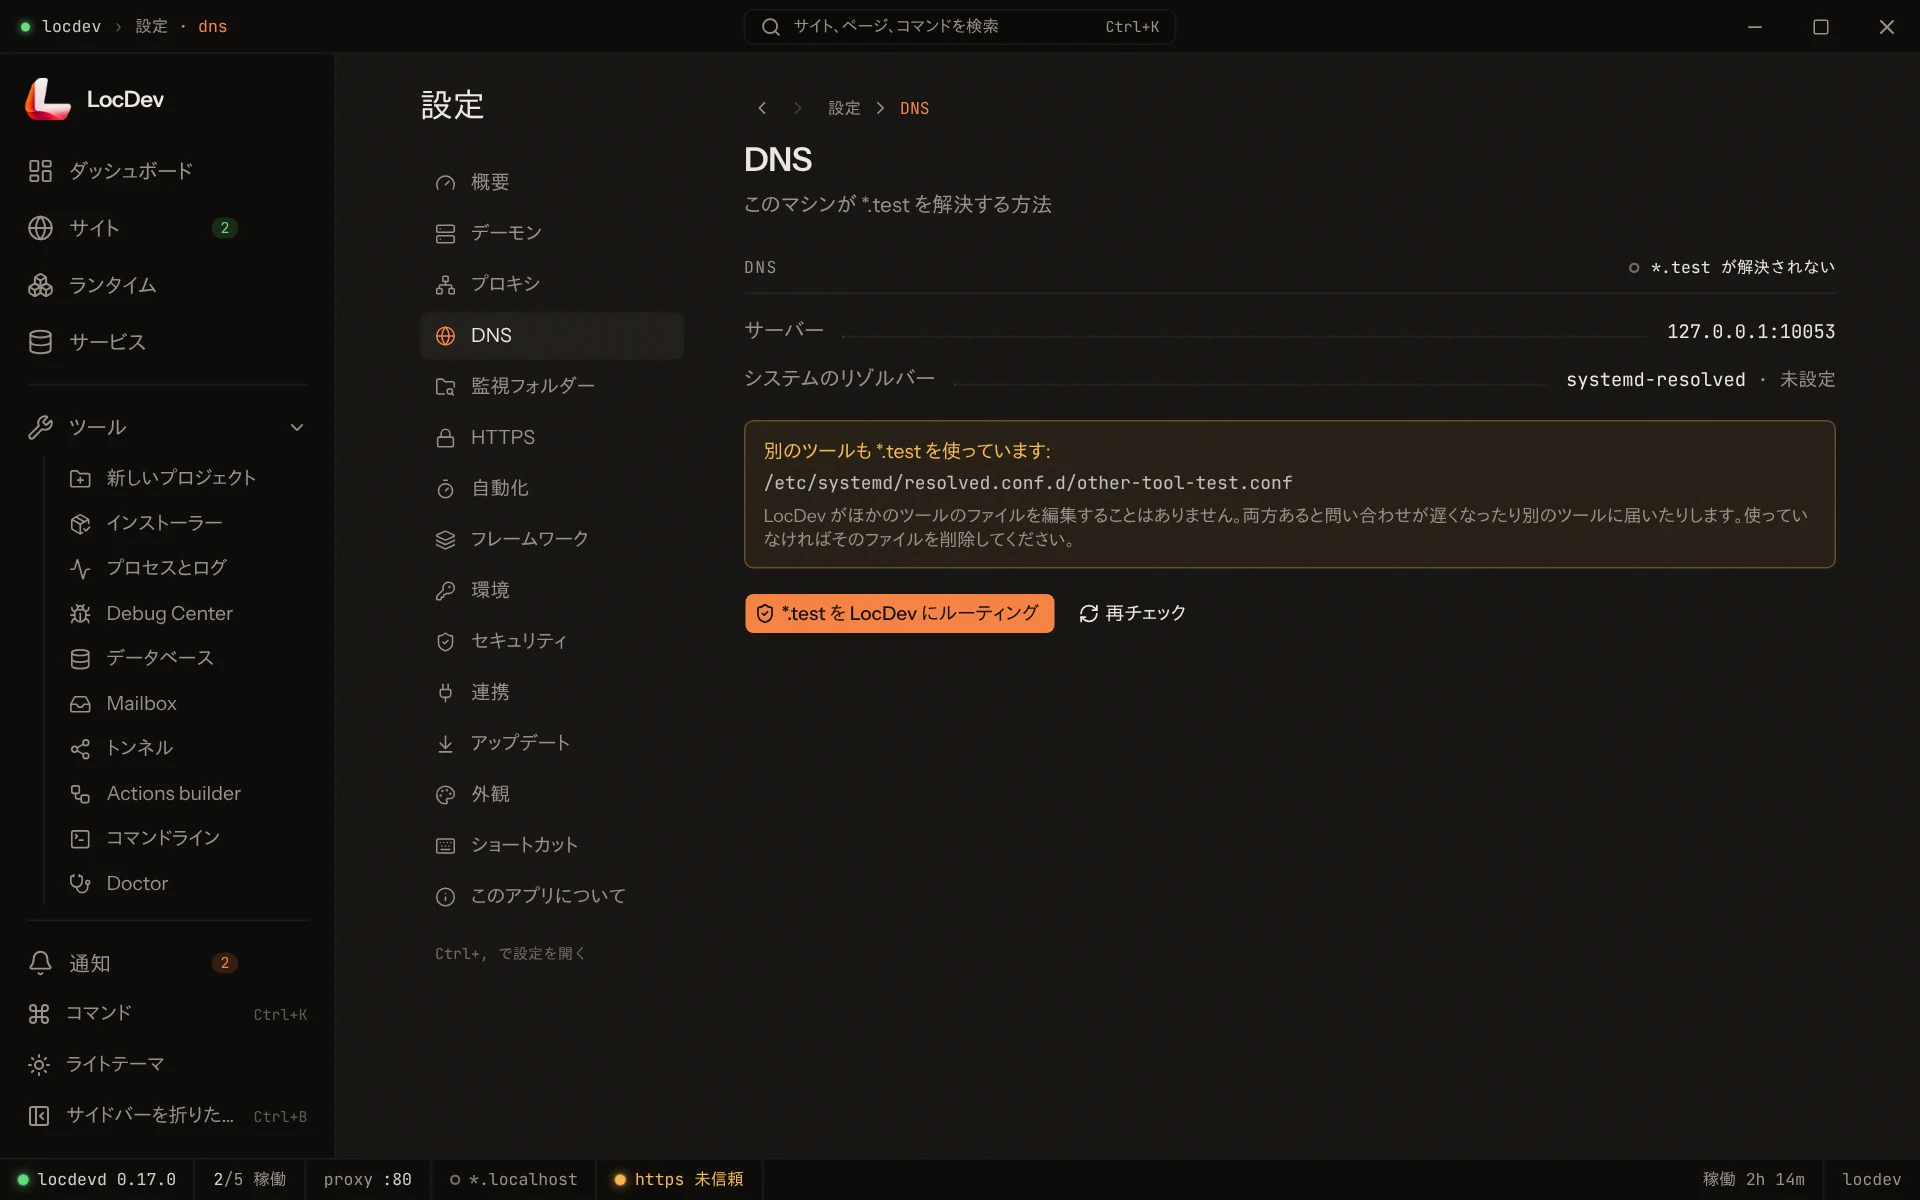 locdev › 設定 · dns
サイト、ページ、コマンドを検索 Ctrl+K
LocDev
ダッシュボード
サイト 2
ランタイム
サービス
ツール
新しいプロジェクト
インストーラー
プロセスとログ
Debug Center
データベース
Mailbox
トンネル
Actions builder
コマンドライン
Doctor
通知 2
コマンド Ctrl+K
ライトテーマ
サイドバーを折りた... Ctrl+B
設定
概要
デーモン
プロキシ
DNS
監視フォルダー
HTTPS
自動化
フレームワーク
環境
セキュリティ
連携
アップデート
外観
ショートカット
このアプリについて
Ctrl+, で設定を開く
設定 > DNS
DNS
このマシンが *.test を解決する方法
DNS *.test が解決されない
サーバー 127.0.0.1:10053
システムのリゾルバー systemd-resolved · 未設定
別のツールも *.test を使っています:
/etc/systemd/resolved.conf.d/other-tool-test.conf
LocDev がほかのツールのファイルを編集することはありません。両方あると問い合わせが遅くなったり別のツールに届いたりします。使ってい
なければそのファイルを削除してください。
*.test を LocDev にルーティング 再チェック
locdevd 0.17.0 2/5 稼働 proxy :80 *.localhost https 未信頼 稼働 2h 14m locdev